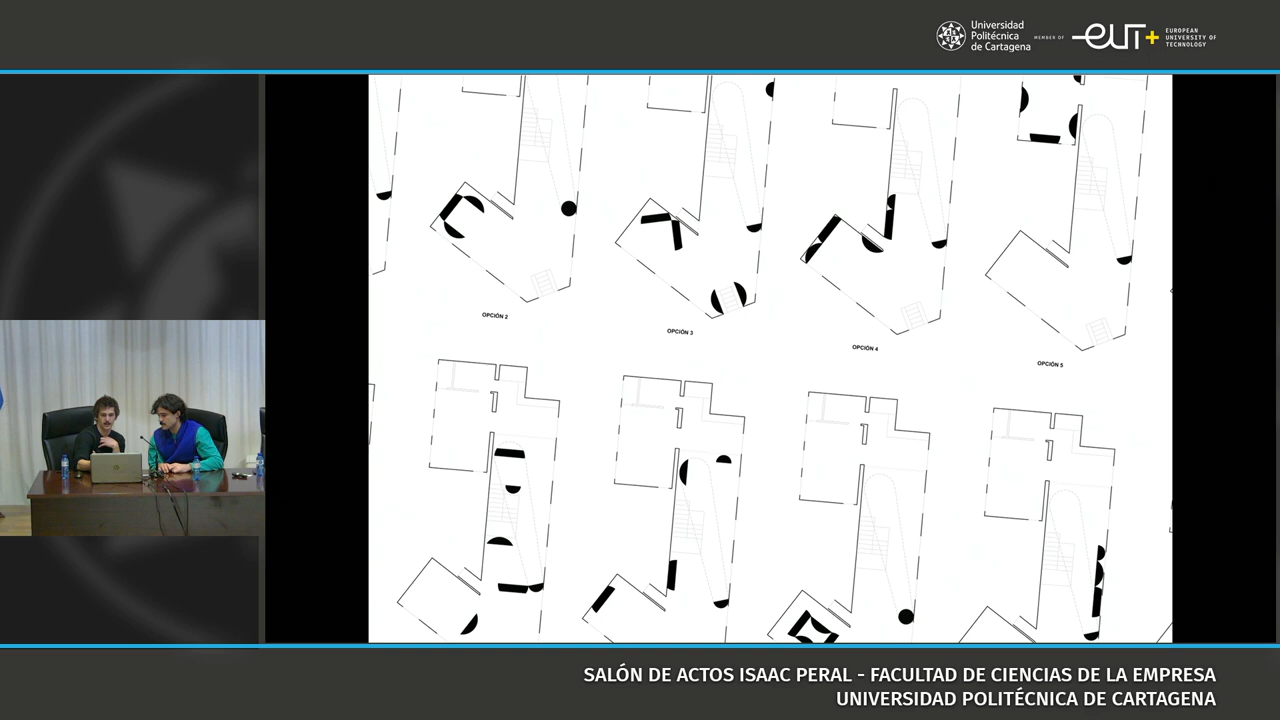 Universidad
Politécnica
de Cartagena
MEMBER OF
EUT+
EUROPEAN
UNIVERSITY OF
TECHNOLOGY
OPCIÓN 2
OPCIÓN 3
OPCIÓN 4
OPCIÓN 5
SALÓN DE ACTOS ISAAC PERAL - FACULTAD DE CIENCIAS DE LA EMPRESA
UNIVERSIDAD POLITÉCNICA DE CARTAGENA